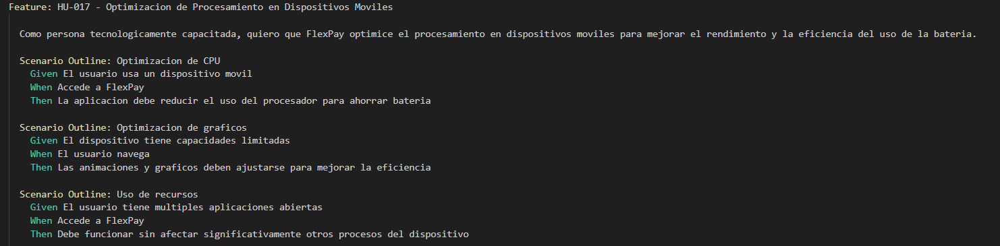 Feature: HU-017 - Optimizacion de Procesamiento en Dispositivos Moviles
Como persona tecnologicamente capacitada, quiero que FlexPay optimice el procesamiento en dispositivos moviles para mejorar el rendimiento y la eficiencia del uso de la bateria.
Scenario Outline: Optimizacion de CPU
Given El usuario usa un dispositivo movil
When Accede a FlexPay
Then La aplicacion debe reducir el uso del procesador para ahorrar bateria
Scenario Outline: Optimizacion de graficos
Given El dispositivo tiene capacidades limitadas
When El usuario navega
Then Las animaciones y graficos deben ajustarse para mejorar la eficiencia
Scenario Outline: Uso de recursos
Given El usuario tiene multiples aplicaciones abiertas
When Accede a FlexPay
Then Debe funcionar sin afectar significativamente otros procesos del dispositivo